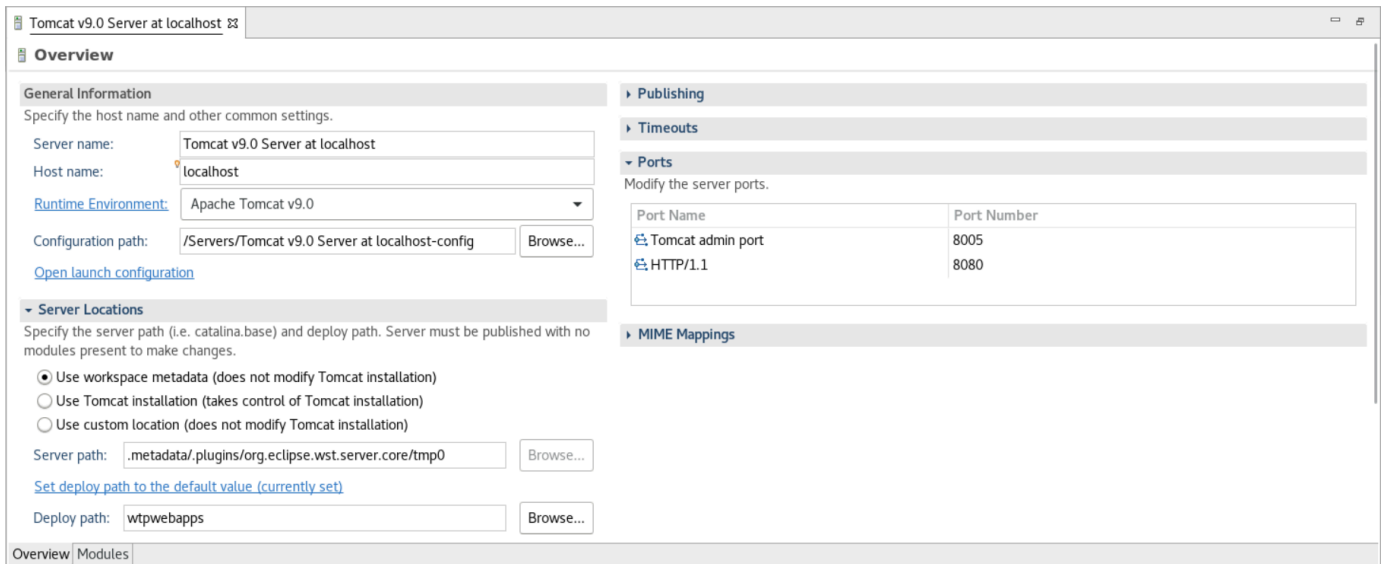 Tomcat v9.0 Server at localhost
Overview
General Information
Specify the host name and other common settings.
Server name: Tomcat v9.0 Server at localhost
Host name: localhost
Runtime Environment: Apache Tomcat v9.0
Configuration path: /Servers/Tomcat v9.0 Server at localhost-config Browse...
Open launch configuration
Server Locations
Specify the server path (i.e. catalina.base) and deploy path. Server must be published with no
modules present to make changes.
Use workspace metadata (does not modify Tomcat installation)
Use Tomcat installation (takes control of Tomcat installation)
Use custom location (does not modify Tomcat installation)
Server path: .metadata/.plugins/org.eclipse.wst.server.core/tmp0 Browse...
Set deploy path to the default value (currently set)
Deploy path: wtpwebapps Browse...
Publishing
Timeouts
Ports
Modify the server ports.
Port Name Port Number
Tomcat admin port 8005
HTTP/1.1 8080
MIME Mappings
Overview Modules